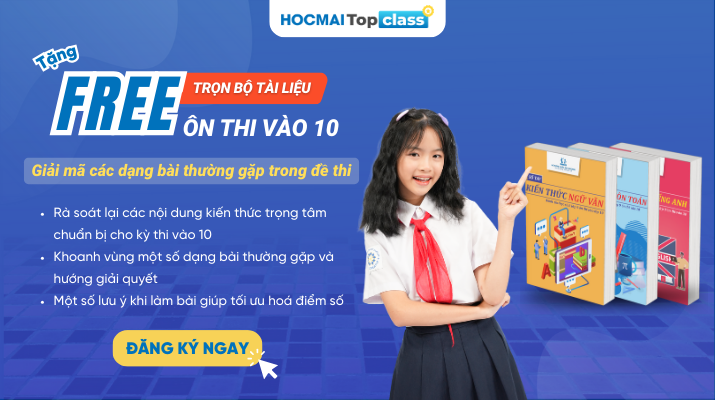 HOCMAI Topclass
Tặng
FREE
TRỌN BỘ TÀI LIỆU
ÔN THI VÀO 10
Giải mã các dạng bài thường gặp trong đề thi
• Rà soát lại các nội dung kiến thức trọng tâm
chuẩn bị cho kỳ thi vào 10
• Khoanh vùng một số dạng bài thường gặp và
hướng giải quyết
• Một số lưu ý khi làm bài giúp tối ưu hoá điểm số
ĐĂNG KÝ NGAY
KIẾN THỨC NGỮ VĂN
TOÁN
ANH